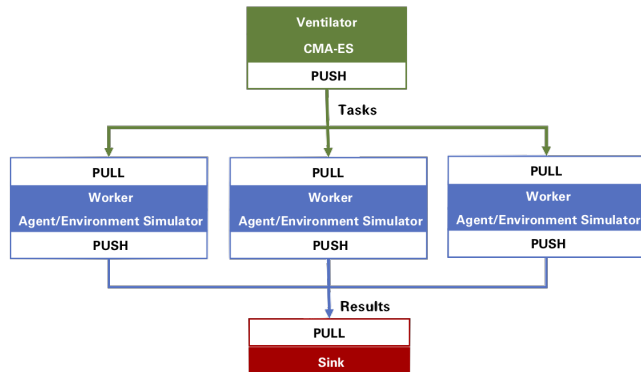 Ventilator
CMA-ES
PUSH
Tasks
PULL
Worker
Agent/Environment Simulator
PUSH
PULL
Worker
Agent/Environment Simulator
PUSH
PULL
Worker
Agent/Environment Simulator
PUSH
Results
PULL
Sink